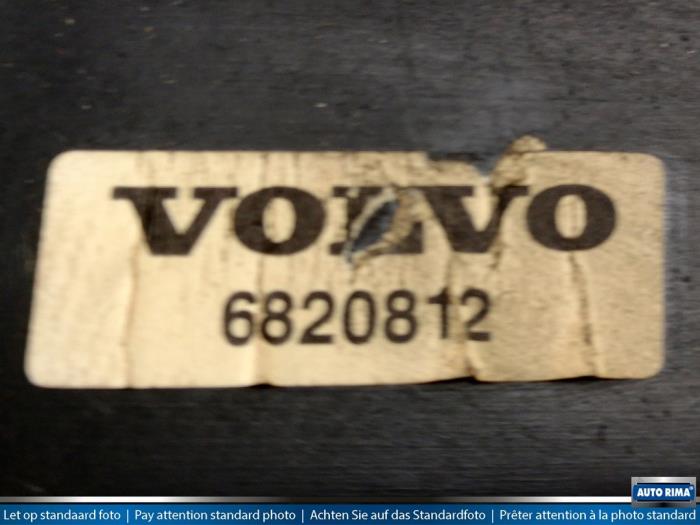 VOLVO
6820812
AUTO RIMA
Let op standaard foto | Pay attention standard photo | Achten Sie auf das Standardfoto | Prêter attention à la photo standard